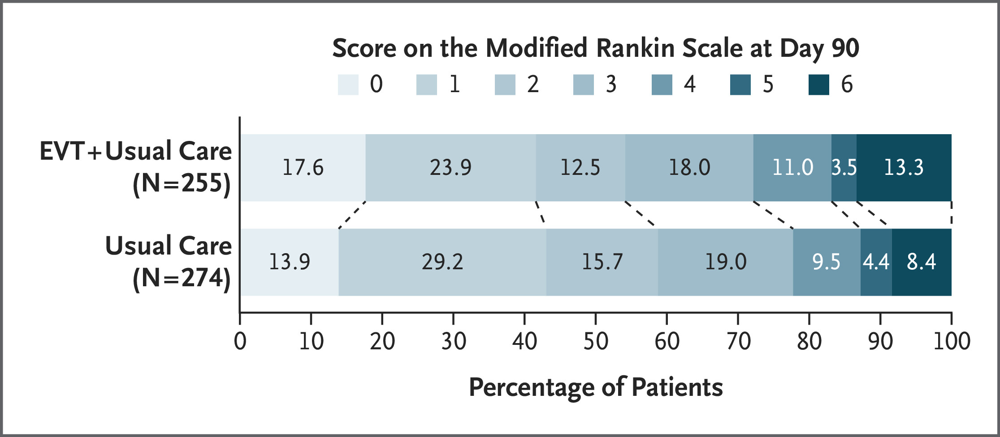 Score on the Modified Rankin Scale at Day 90
0 1 2 3 4 5 6
EVT+Usual Care
(N=255)
17.6 23.9 12.5 18.0 11.0 3.5 13.3
Usual Care
(N=274)
13.9 29.2 15.7 19.0 9.5 4.4 8.4
0 10 20 30 40 50 60 70 80 90 100
Percentage of Patients